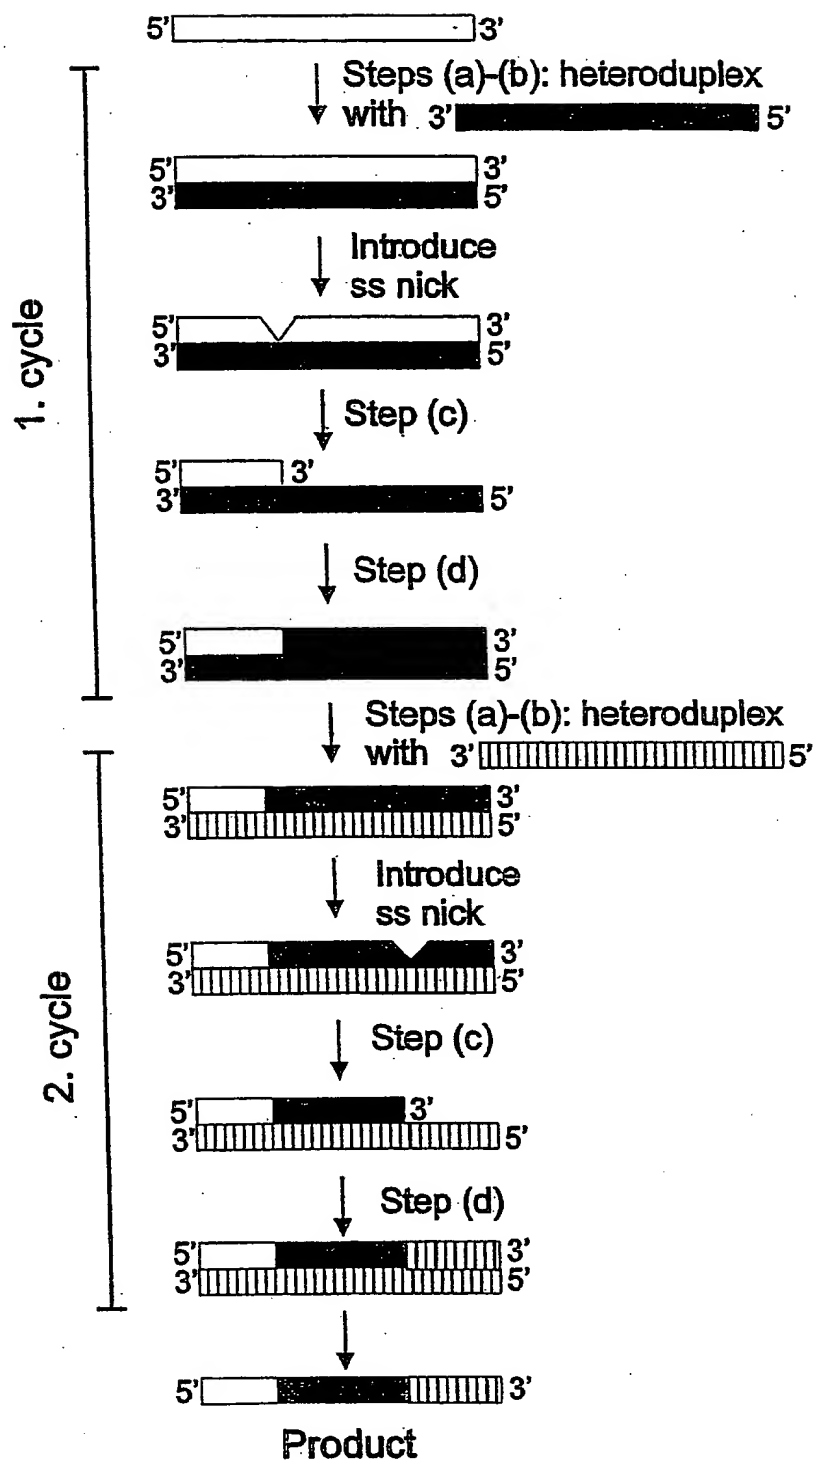 5' 3'
Steps (a)-(b): heteroduplex
with 3' 5'
5' 3'
3' 5'
Introduce
ss nick
5' 3'
3' 5'
1. cycle
Step (c)
5' 3'
3' 5'
Step (d)
5' 3'
3' 5'
Steps (a)-(b): heteroduplex
with 3' 5'
5' 3'
3' 5'
Introduce
ss nick
5' 3'
3' 5'
2. cycle
Step (c)
5' 3'
3' 5'
Step (d)
5' 3'
3' 5'
5' 3'
Product